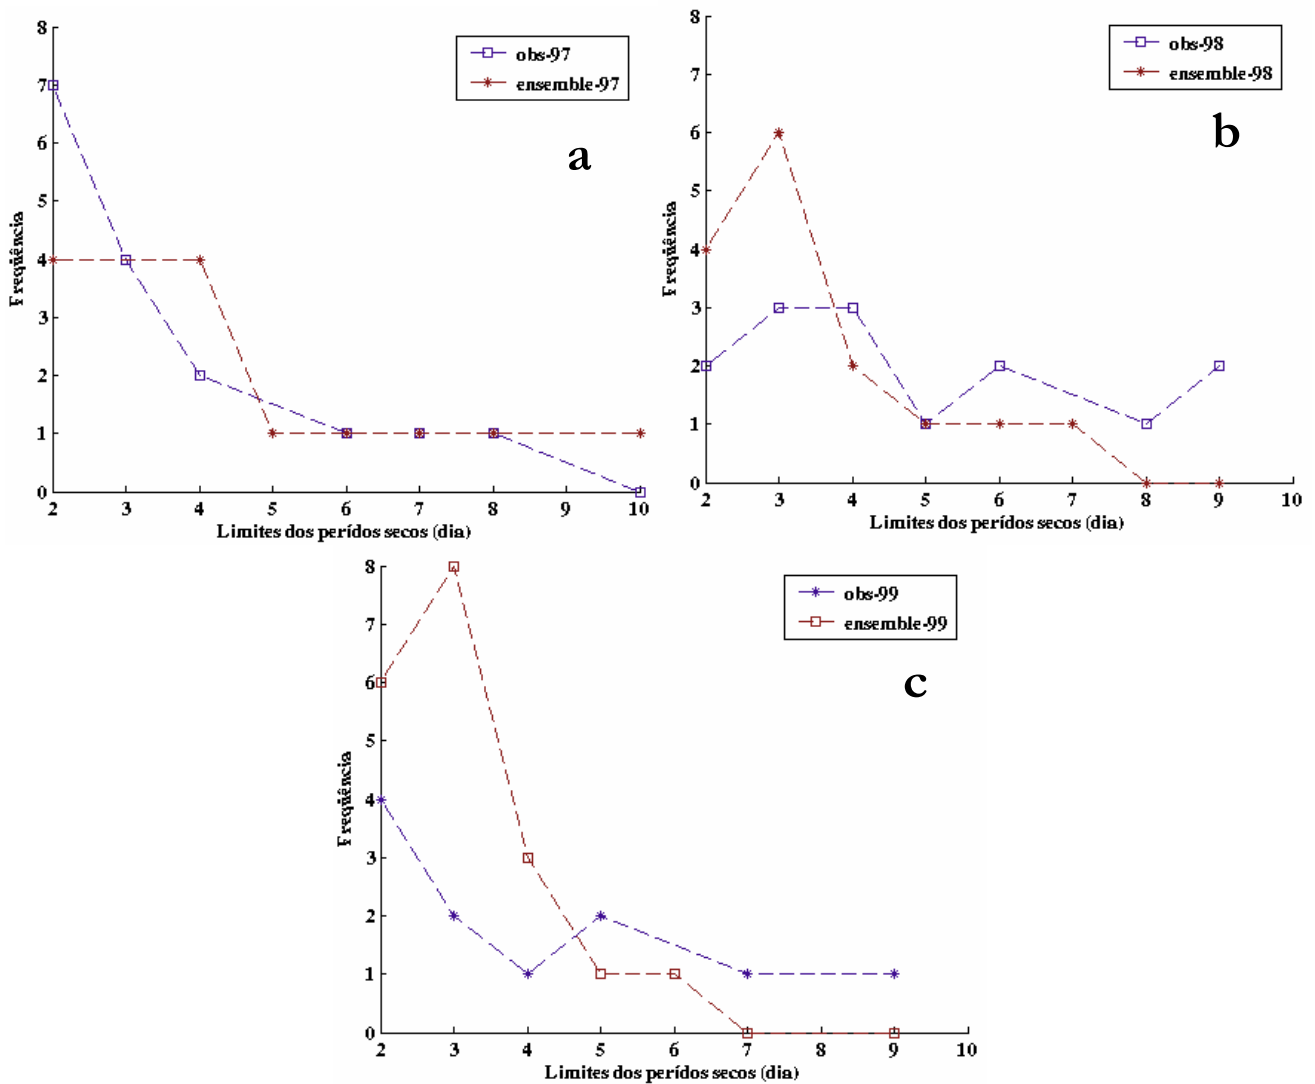 8
7
6
5
4
3
2
1
0
Freqüência
obs-97
ensemble-97
a
2 3 4 5 6 7 8 9 10
Limites dos perídos secos (dia)
8
7
6
5
4
3
2
1
0
Freqüência
obs-98
ensemble-98
b
2 3 4 5 6 7 8 9 10
Limites dos perídos secos (dia)
8
7
6
5
4
3
2
1
0
Freqüência
obs-99
ensemble-99
c
2 3 4 5 6 7 8 9 10
Limites dos perídos secos (dia)